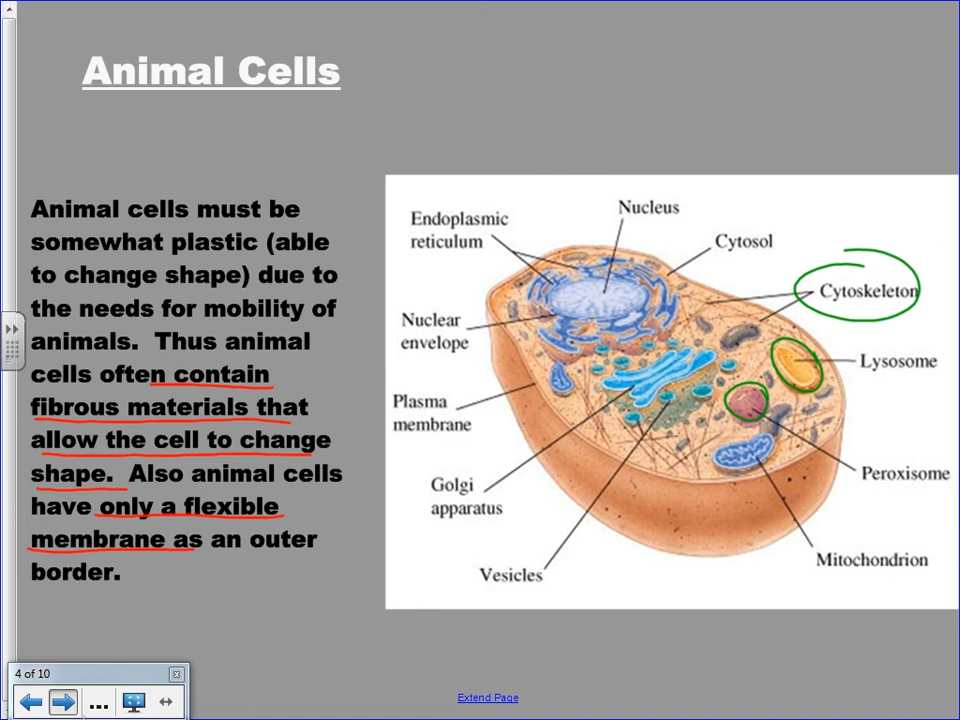 Animal Cells
Animal cells must be
somewhat plastic (able
to change shape) due to
the needs for mobility of
animals. Thus animal
cells often contain
fibrous materials that
allow the cell to change
shape. Also animal cells
have only a flexible
membrane as an outer
border.
Endoplasmic
reticulum
Nucleus
Cytosol
Cytoskeleton
Nuclear
envelope
Lysosome
Plasma
membrane
Golgi
apparatus
Peroxisome
Vesicles
Mitochondrion
4 of 10
...
Extend Page